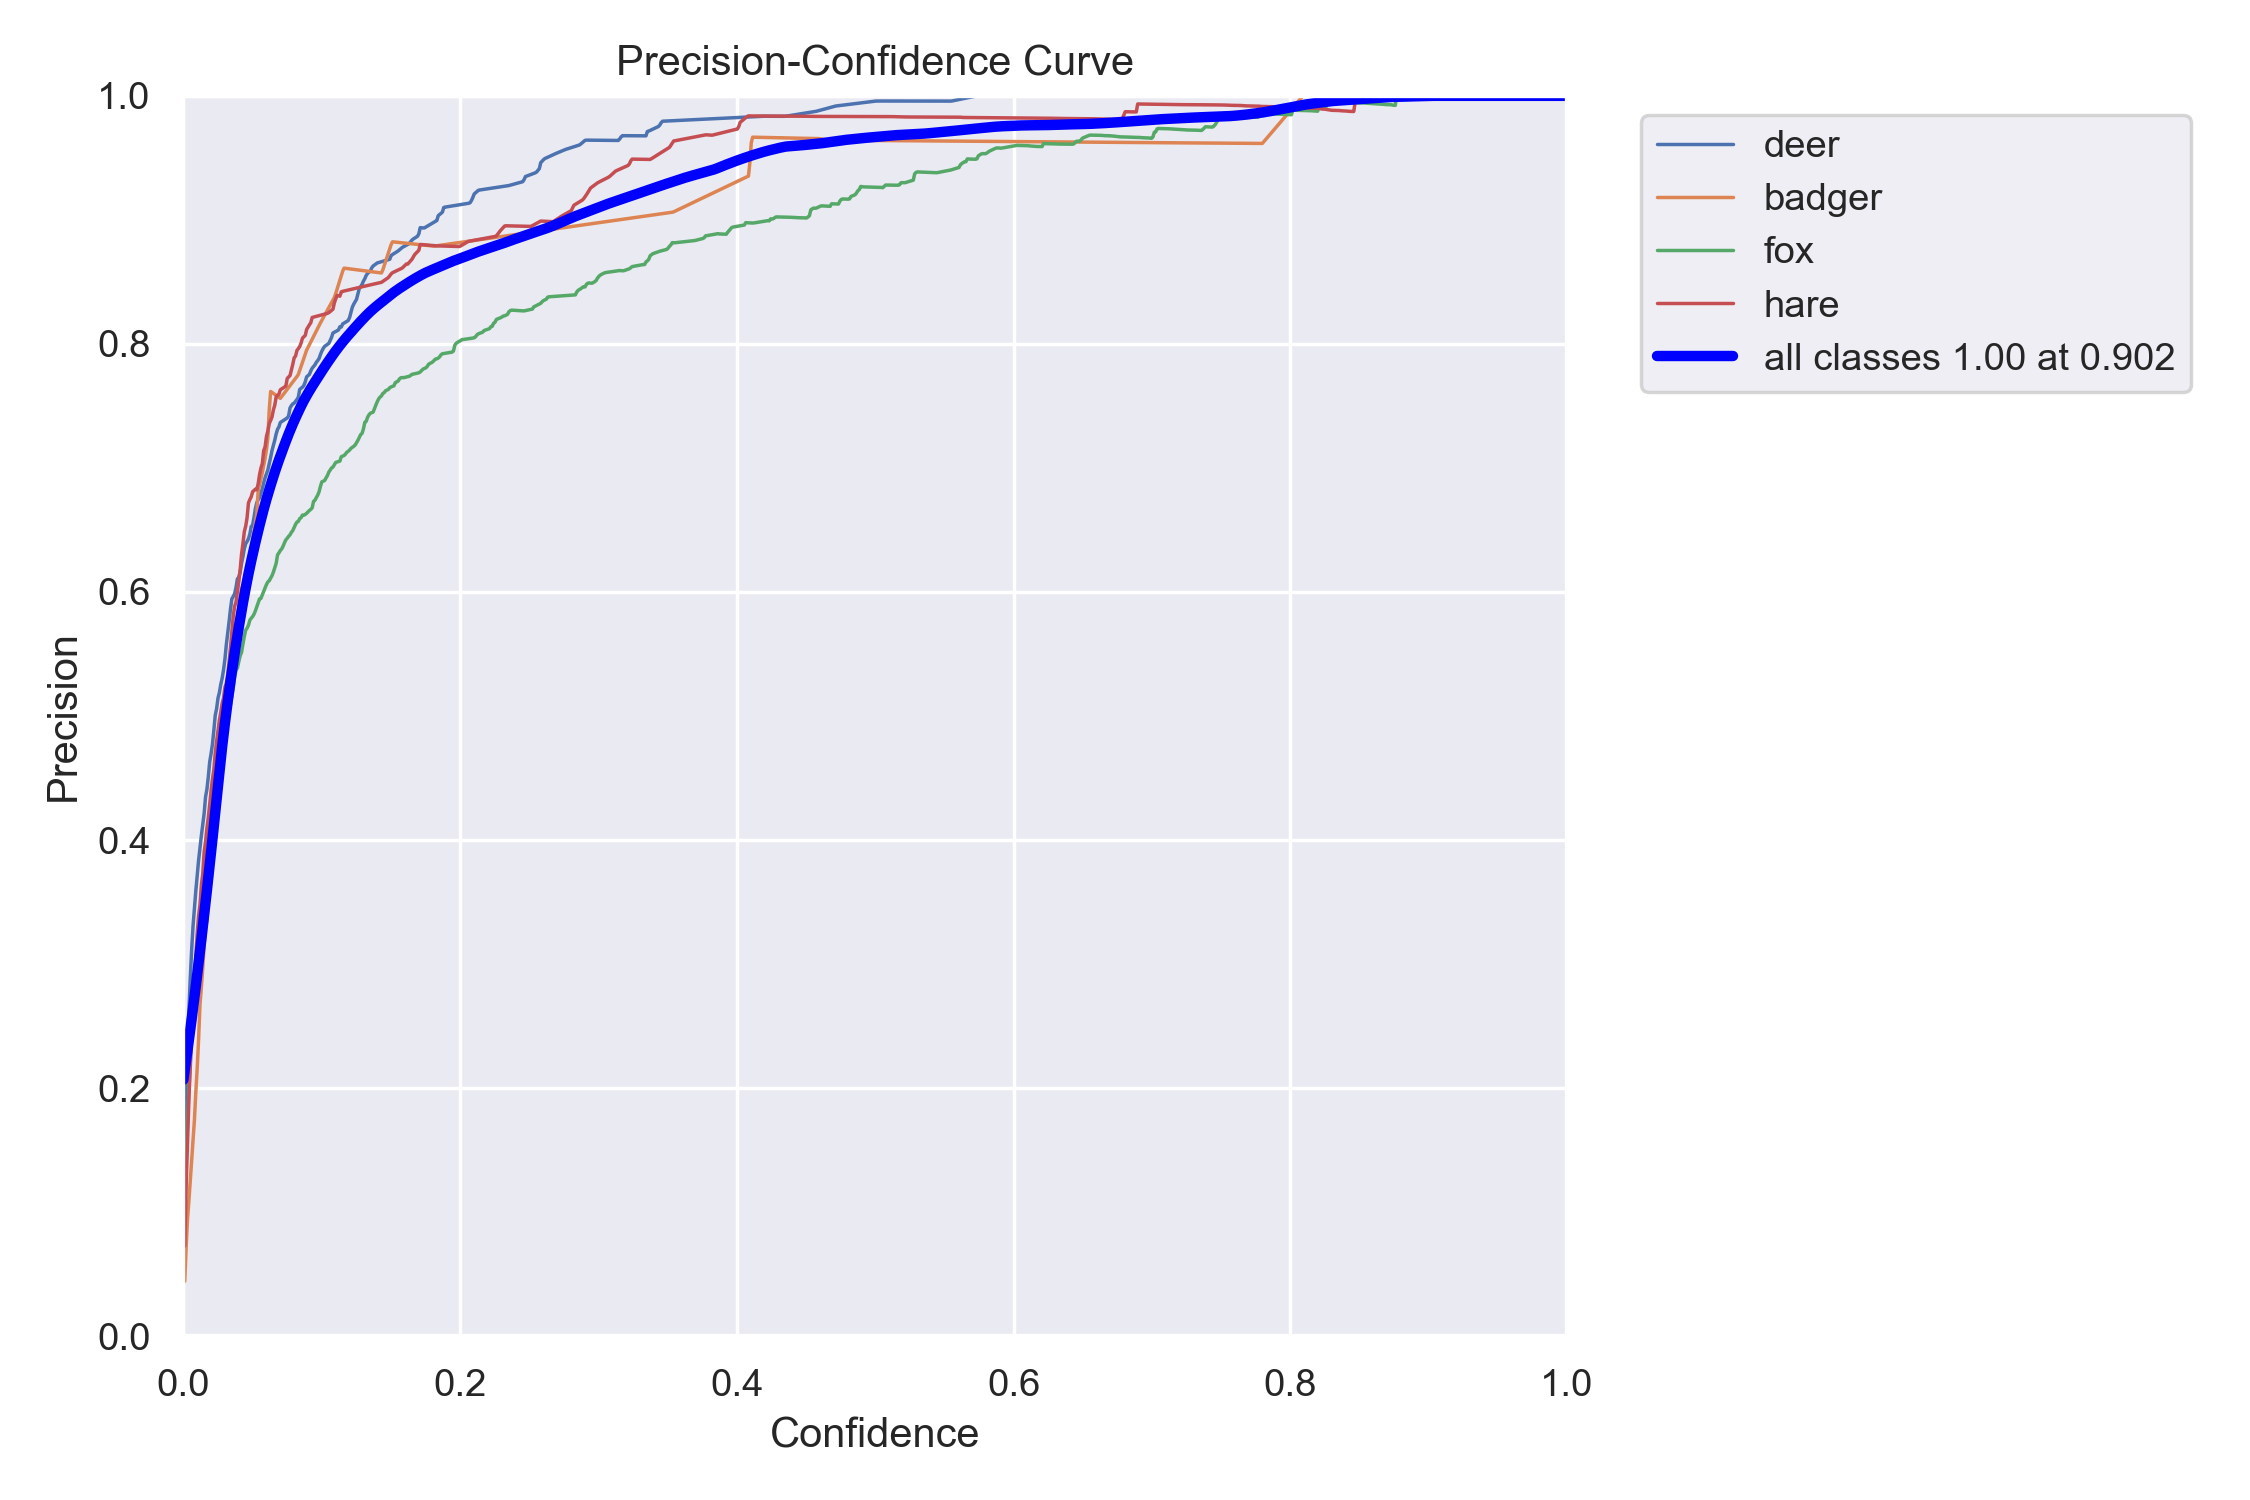 Precision-Confidence Curve
1.0
0.8
0.6
0.4
0.2
0.0
Precision
0.0 0.2 0.4 0.6 0.8 1.0
Confidence
deer
badger
fox
hare
all classes 1.00 at 0.902